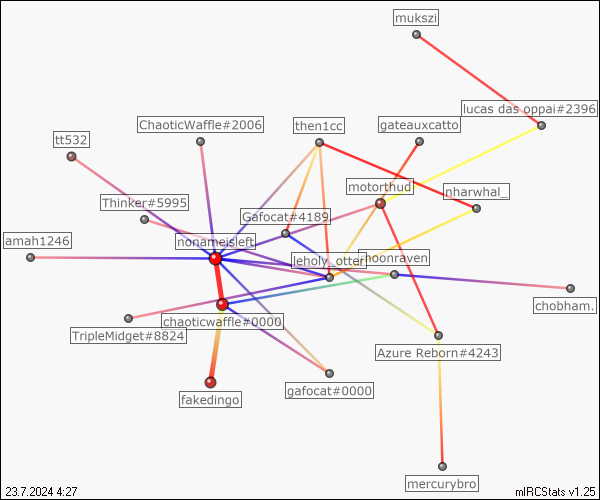 mukszi
lucas das oppai#2396
ChaoticWaffle#2006
then1cc
gateauxcatto
tt532
motorthud
nharwhal_
Thinker#5995
Gafocat#4189
amah1246
nonameisleft
leholy_otter
moonraven
chobham.
chaoticwaffle#0000
TripleMidget#8824
Azure Reborn#4243
gafocat#0000
fakedingo
mercurybro
23.7.2024 4:27
mIRCStats v1.25